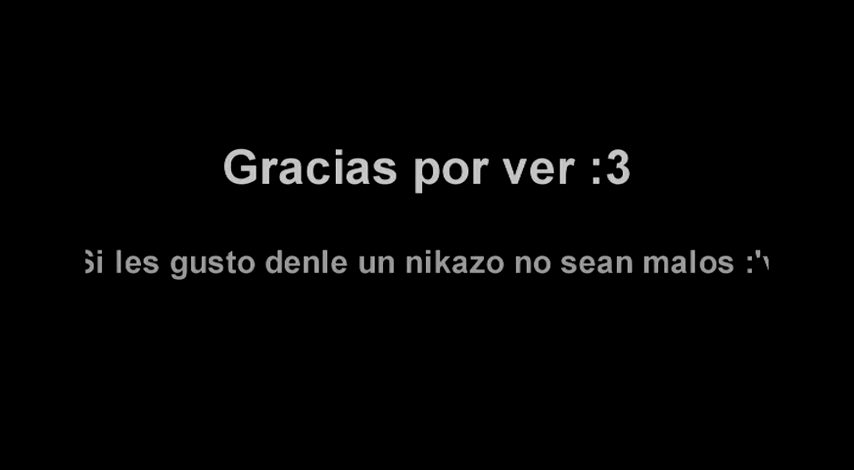 Gracias por ver :3
Si les gusto denle un nikazo no sean malos :'v